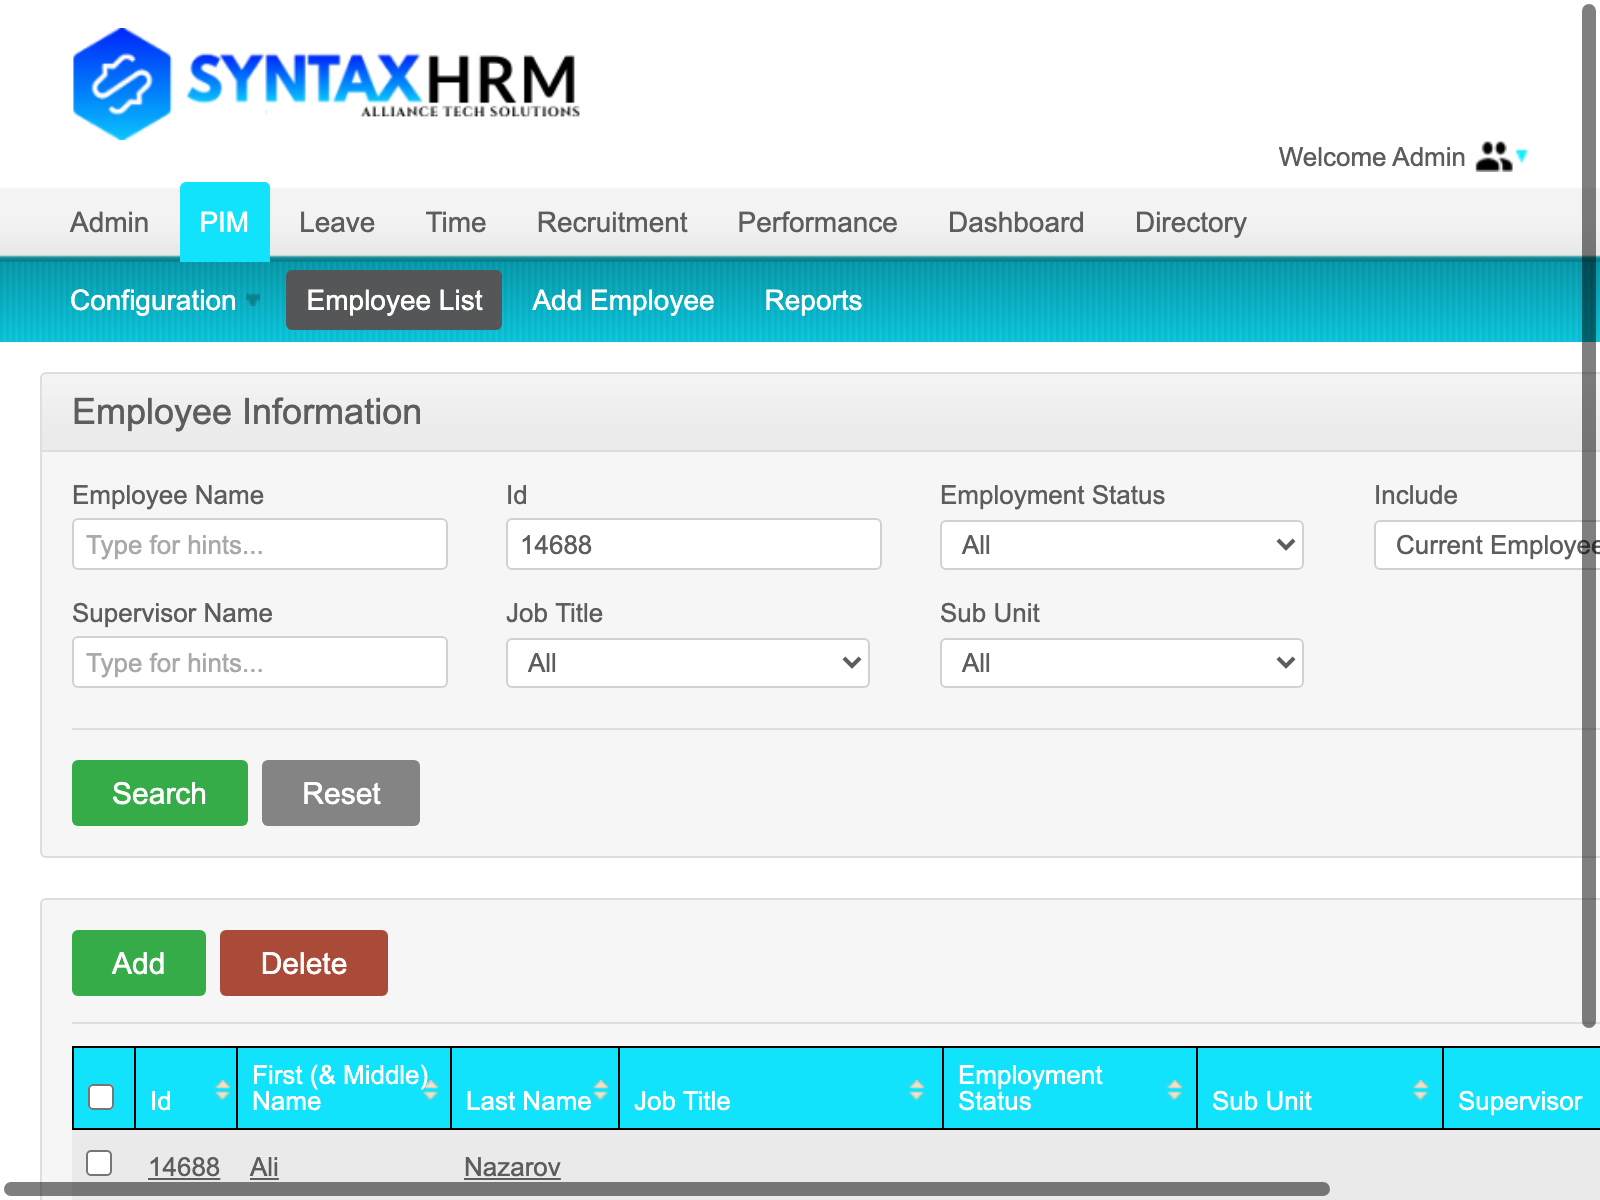 SYNTAXHRM
ALLIANCE TECH SOLUTIONS
Welcome Admin
Admin PIM Leave Time Recruitment Performance Dashboard Directory
Configuration Employee List Add Employee Reports
Employee Information
Employee Name Id Employment Status Include
Type for hints... 14688 All Current Employee
Supervisor Name Job Title Sub Unit
Type for hints... All All
Search Reset
Add Delete
Id First (& Middle) Name Last Name Job Title Employment Status Sub Unit Supervisor
14688 Ali Nazarov